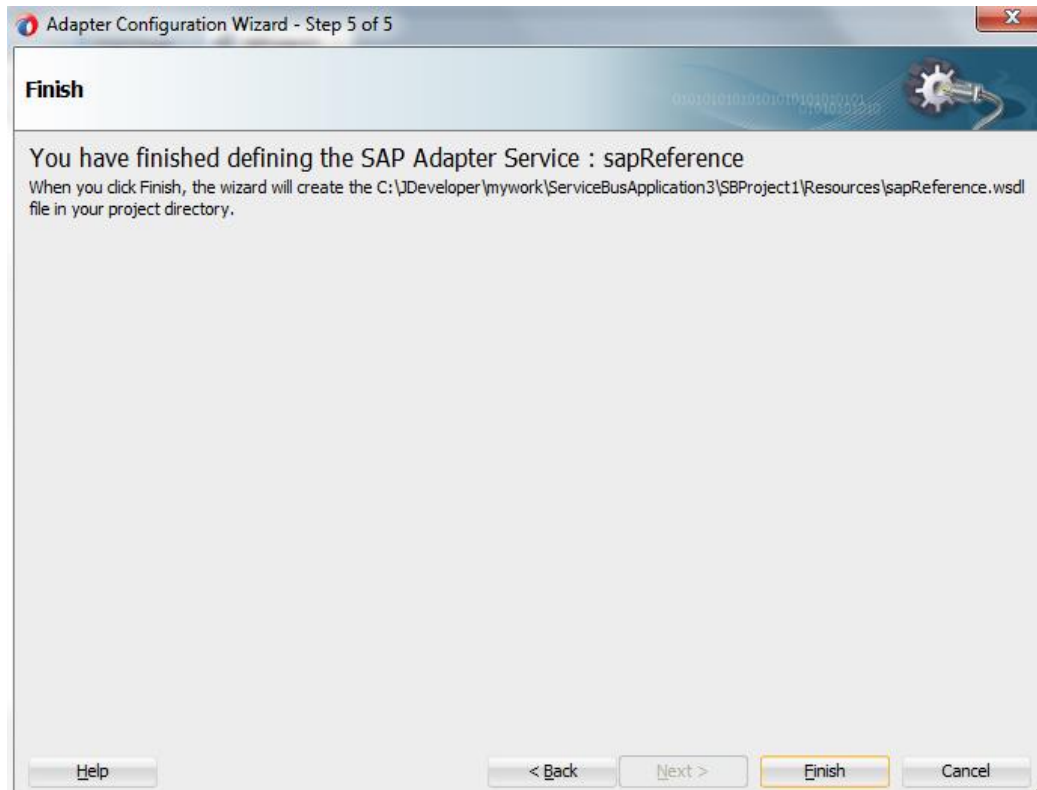 Adapter Configuration Wizard - Step 5 of 5
X
Finish
You have finished defining the SAP Adapter Service : sapReference
When you click Finish, the wizard will create the C:\JDeveloper\mywork\ServiceBusApplication3\SBProject1\Resources\sapReference.wsdl
file in your project directory.
Help
< Back
Next >
Finish
Cancel